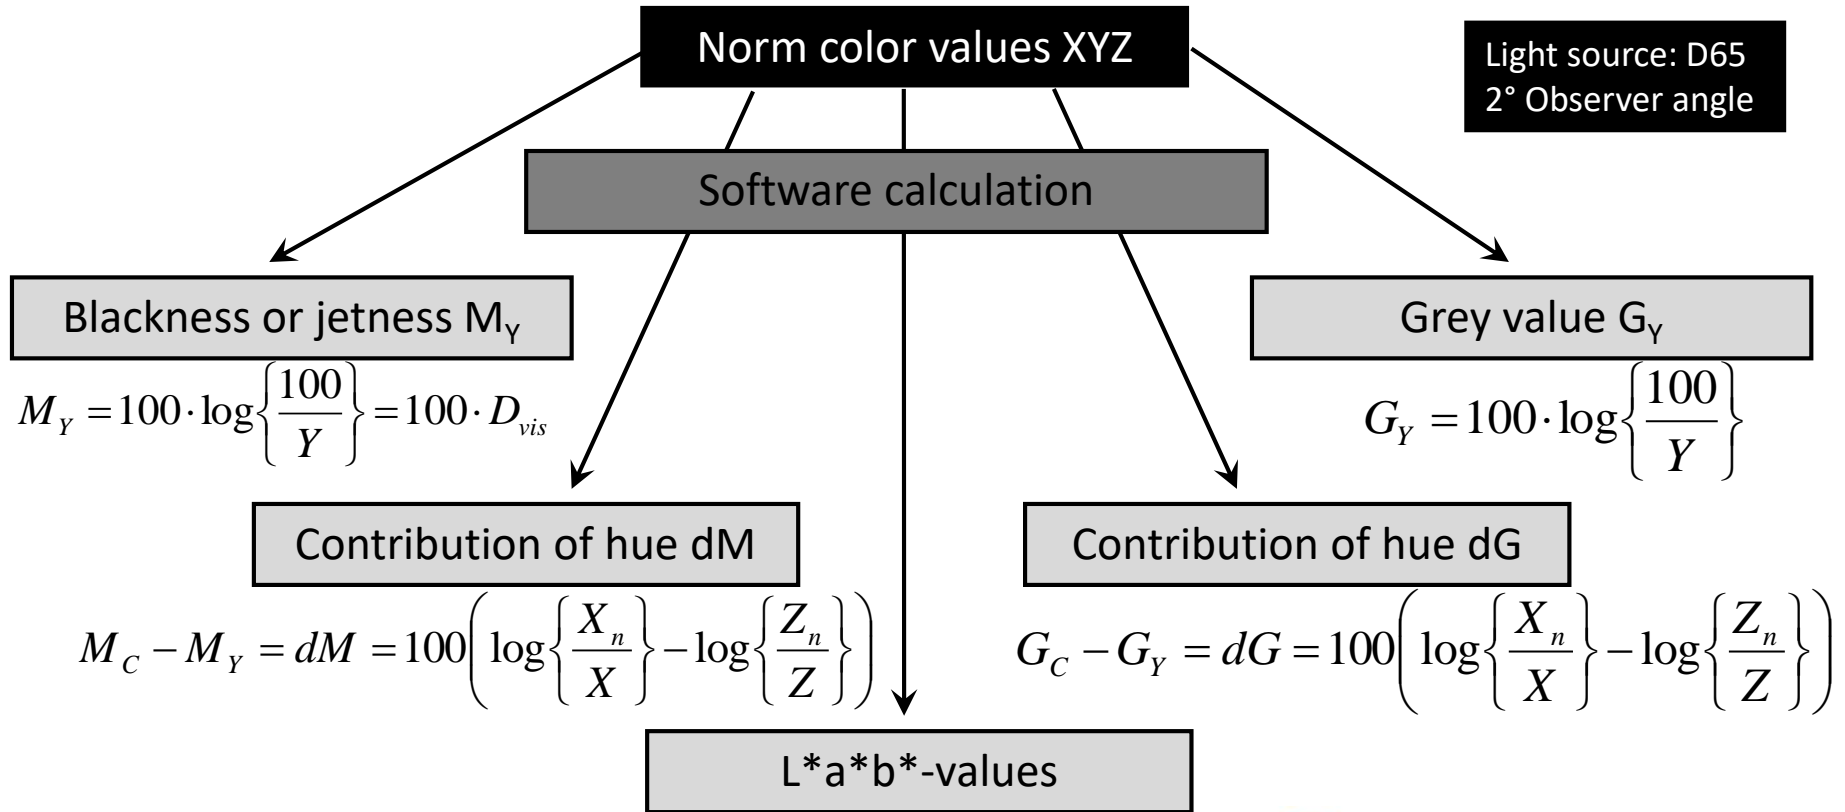 Norm color values XYZ
Light source: D65
2° Observer angle
Software calculation
Blackness or jetness M_Y
Grey value G_Y
M_Y = 100 · log{100/Y} = 100 · D_vis
G_Y = 100 · log{100/Y}
Contribution of hue dM
Contribution of hue dG
M_C − M_Y = dM = 100(log{X_n/X} − log{Z_n/Z})
G_C − G_Y = dG = 100(log{X_n/X} − log{Z_n/Z})
L*a*b*-values